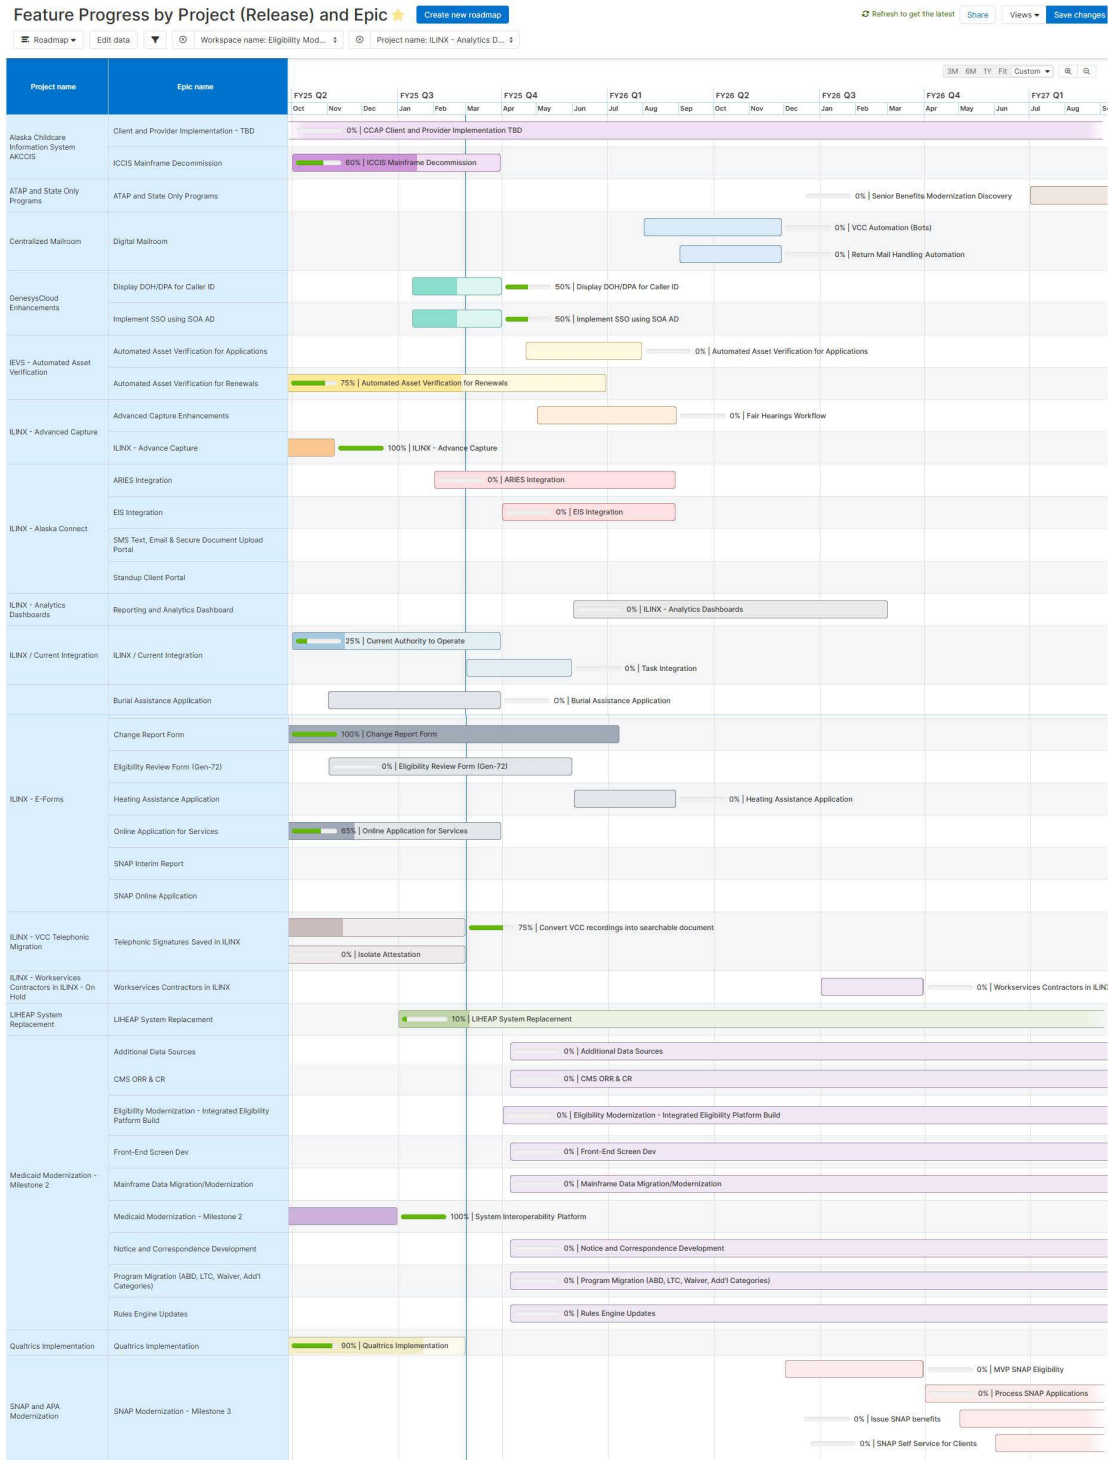 Feature Progress by Project (Release) and Epic
Create new roadmap
Refresh to get the latest
Share
Views
Save changes
Roadmap
Edit data
Workspace name: Eligibility Mod...
Project name: ILINX - Analytics D...
3M 6M 1Y Fit Custom
Project name
Epic name
FY25 Q2 FY25 Q3 FY25 Q4 FY26 Q1 FY26 Q2 FY26 Q3 FY26 Q4 FY27 Q1
Oct Nov Dec Jan Feb Mar Apr May Jun Jul Aug Sep Oct Nov Dec Jan Feb Mar Apr May Jun Jul Aug
Alaska Childcare
Information System
AKCCIS
Client and Provider Implementation - TBD
0% | CCAP Client and Provider Implementation TBD
ICCIS Mainframe Decommission
60% | ICCIS Mainframe Decommission
ATAP and State Only
Programs
ATAP and State Only Programs
0% | Senior Benefits Modernization Discovery
Centralized Mailroom
Digital Mailroom
0% | VCC Automation (Bots)
0% | Return Mail Handling Automation
GenesysCloud
Enhancements
Display DOH/DPA for Caller ID
50% | Display DOH/DPA for Caller ID
Implement SSO using SOA AD
50% | Implement SSO using SOA AD
IEVS - Automated Asset
Verification
Automated Asset Verification for Applications
0% | Automated Asset Verification for Applications
Automated Asset Verification for Renewals
75% | Automated Asset Verification for Renewals
ILINX - Advanced Capture
Advanced Capture Enhancements
0% | Fair Hearings Workflow
ILINX - Advance Capture
100% | ILINX - Advance Capture
ILINX - Alaska Connect
ARIES Integration
0% | ARIES Integration
EIS Integration
0% | EIS Integration
SMS Text, Email & Secure Document Upload
Portal
Standup Client Portal
ILINX - Analytics
Dashboards
Reporting and Analytics Dashboard
0% | ILINX - Analytics Dashboards
ILINX / Current Integration
ILINX / Current Integration
25% | Current Authority to Operate
0% | Task Integration
Burial Assistance Application
0% | Burial Assistance Application
ILINX - E-Forms
Change Report Form
100% | Change Report Form
Eligibility Review Form (Gen-72)
0% | Eligibility Review Form (Gen-72)
Heating Assistance Application
0% | Heating Assistance Application
Online Application for Services
65% | Online Application for Services
SNAP Interim Report
SNAP Online Application
ILINX - VCC Telephonic
Migration
Telephonic Signatures Saved in ILINX
75% | Convert VCC recordings into searchable document
0% | Isolate Attestation
ILINX - Workservices
Contractors in ILINX - On
Hold
Workservices Contractors in ILINX
0% | Workservices Contractors in ILIN
LIHEAP System
Replacement
LIHEAP System Replacement
10% | LIHEAP System Replacement
Medicaid Modernization -
Milestone 2
Additional Data Sources
0% | Additional Data Sources
CMS ORR & CR
0% | CMS ORR & CR
Eligibility Modernization - Integrated Eligibility
Patform Build
0% | Eligibility Modernization - Integrated Eligibility Platform Build
Front-End Screen Dev
0% | Front-End Screen Dev
Mainframe Data Migration/Modernization
0% | Mainframe Data Migration/Modernization
Medicaid Modernization - Milestone 2
100% | System Interoperability Platform
Notice and Correspondence Development
0% | Notice and Correspondence Development
Program Migration (ABD, LTC, Waiver, Add'l
Categories)
0% | Program Migration (ABD, LTC, Waiver, Add'l Categories)
Rules Engine Updates
0% | Rules Engine Updates
Qualtrics Implementation
Qualtrics Implementation
90% | Qualtrics Implementation
SNAP and APA
Modernization
SNAP Modernization - Milestone 3
0% | MVP SNAP Eligibility
0% | Process SNAP Applications
0% | Issue SNAP benefits
0% | SNAP Self Service for Clients